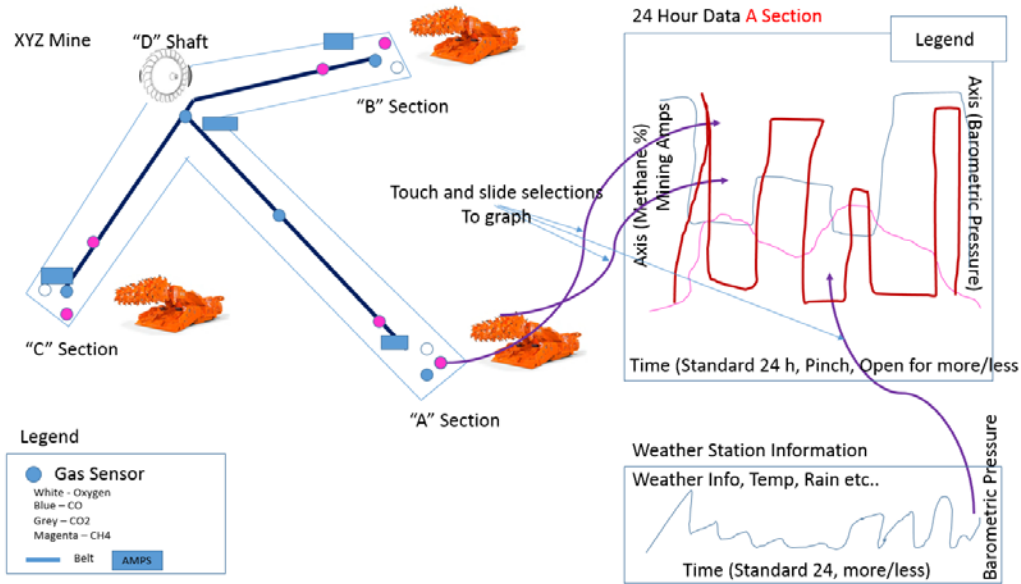 XYZ Mine
“D” Shaft
“B” Section
“C” Section
“A” Section
Touch and slide selections
To graph
Legend
Gas Sensor
White - Oxygen
Blue – CO
Grey – CO2
Magenta – CH4
Belt
AMPS
24 Hour Data A Section
Legend
Axis (Methane %)
Mining Amps
Axis (Barometric Pressure)
Time (Standard 24 h, Pinch, Open for more/less
Weather Station Information
Weather Info, Temp, Rain etc..
Barometric Pressure
Time (Standard 24, more/less)